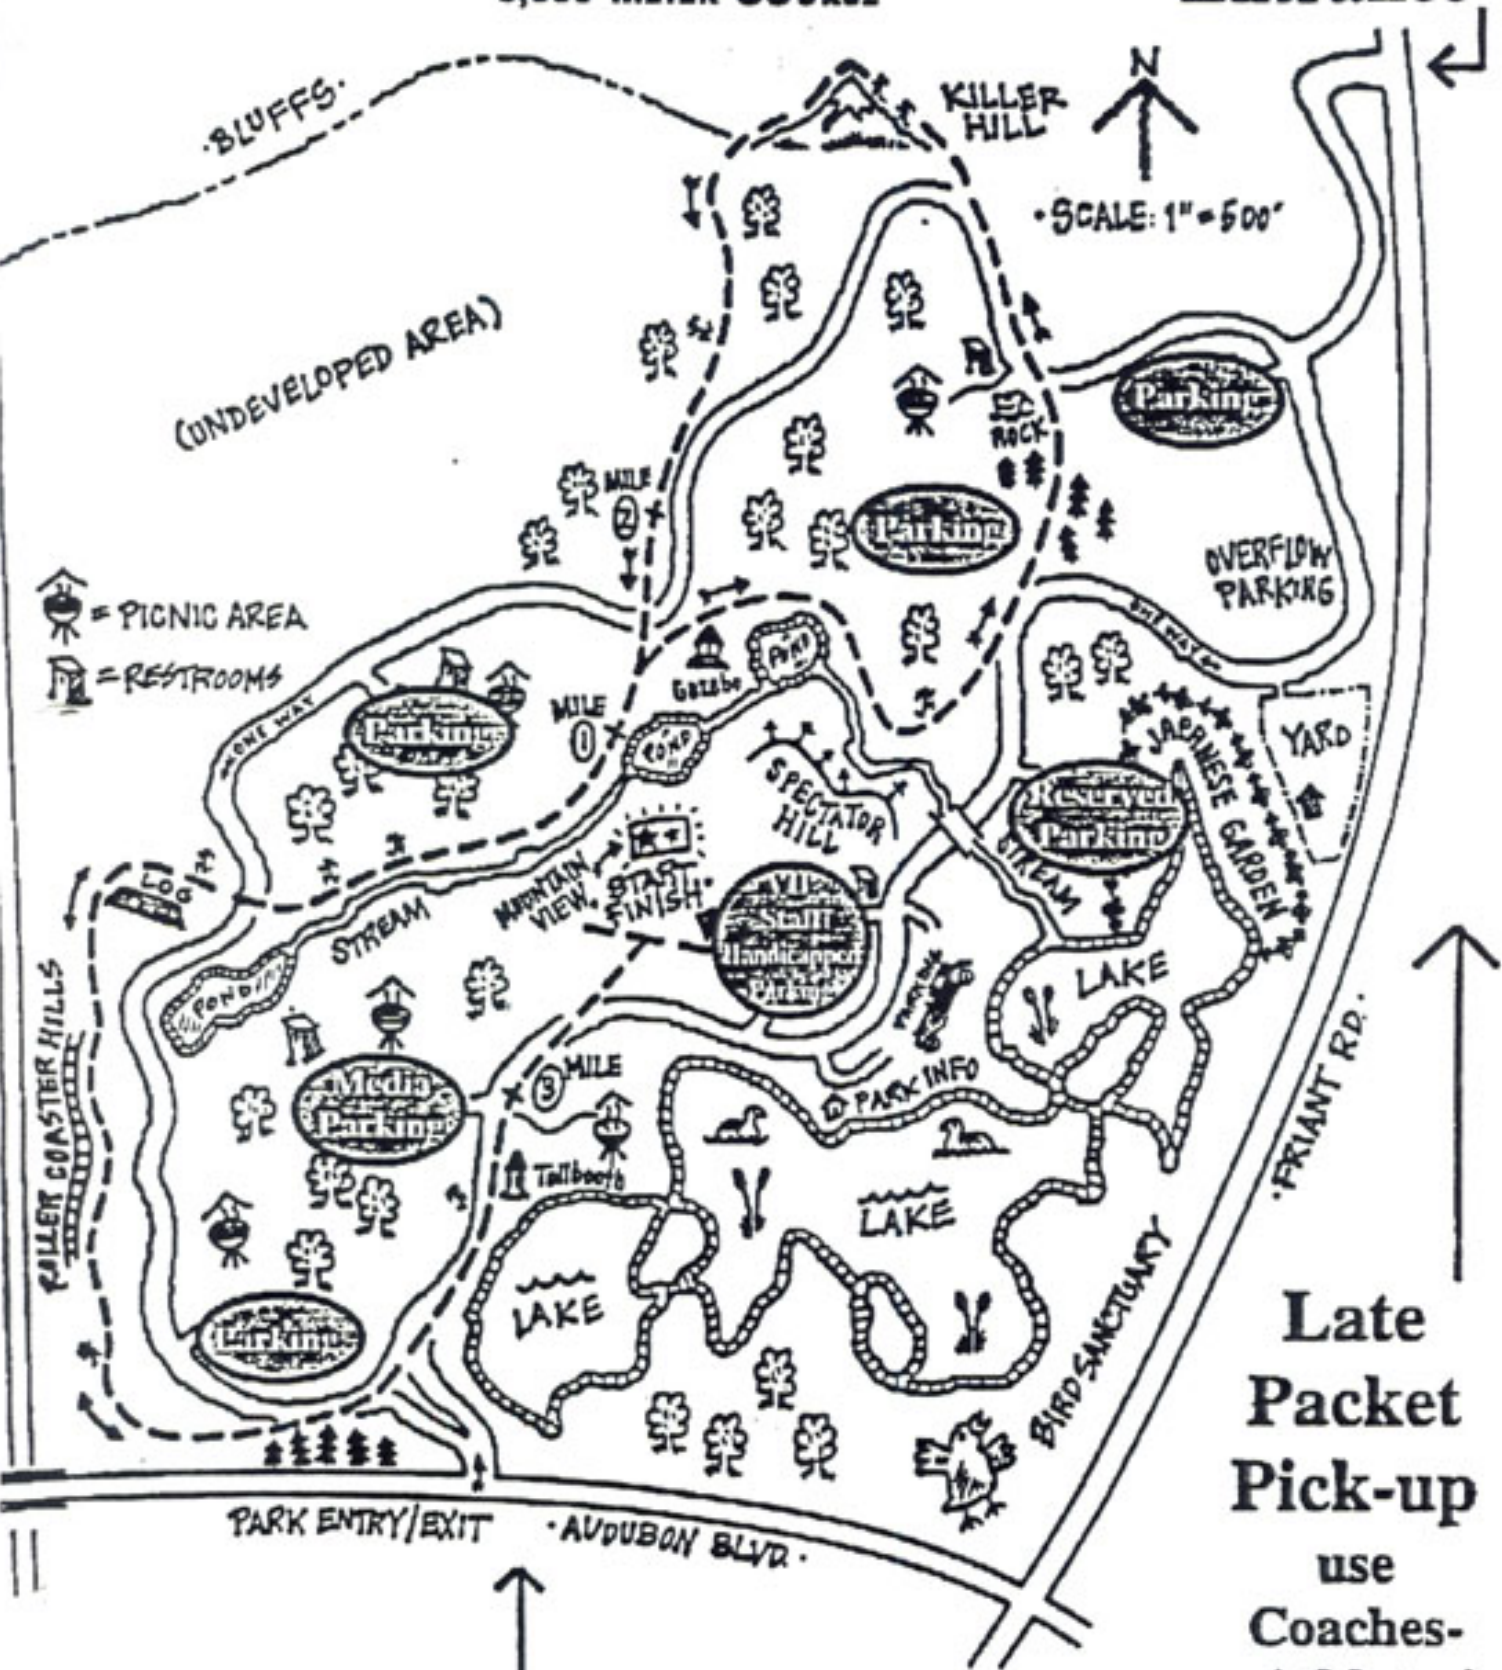 N
KILLER
HILL
·BLUFFS·
·SCALE: 1"=500'
(UNDEVELOPED AREA)
Parking
ROCK
MILE
2
Parking
OVERFLOW
PARKING
= PICNIC AREA
= RESTROOMS
ONE WAY
POND
Gazebo
MILE
1
Parking
ONE WAY
POND
YARD
JAPANESE GARDEN
SPECTATOR
HILL
Reserved
Parking
STREAM
MOUNTAIN
VIEW
START
FINISH
Staff
Handicapped
Parking
ZOO
STREAM
POND
LAKE
ROLLER COASTER HILLS
MILE
3
PARK INFO
Media
Parking
·FRIANT RD.·
Tollbooth
LAKE
LAKE
BIRD SANCTUARY
Parking
Late
Packet
Pick-up
use
Coaches-
PARK ENTRY/EXIT
·AUDUBON BLVD.·